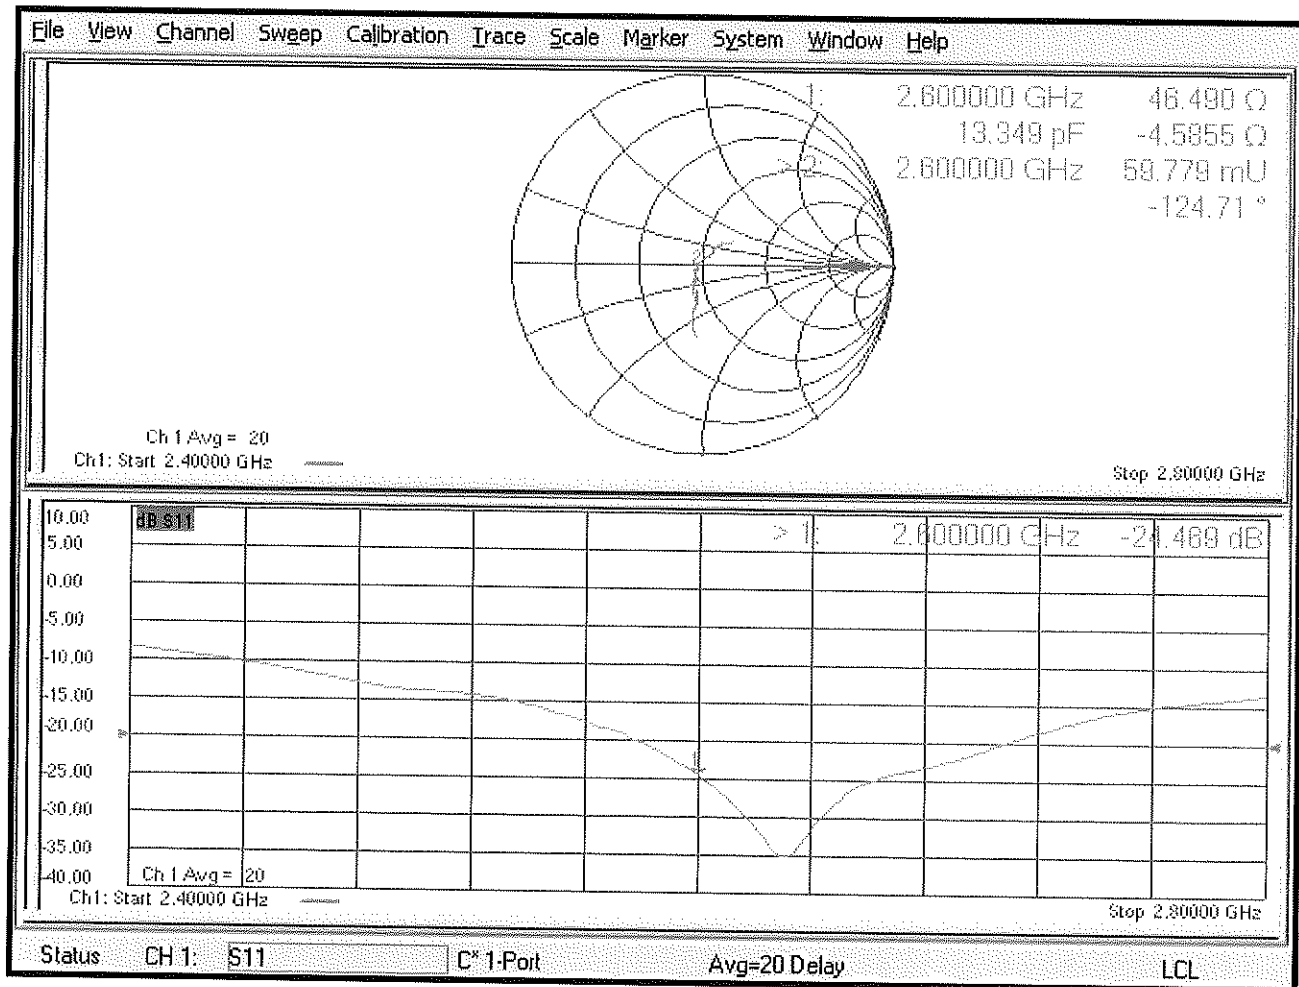 File View Channel Sweep Calibration Trace Scale Marker System Window Help
1: 2.600000 GHz 46.490 Ω
13.349 pF -4.5855 Ω
> 2: 2.600000 GHz 59.779 mU
-124.71 °
Ch 1 Avg = 20
Ch1: Start 2.40000 GHz
Stop 2.80000 GHz
10.00
dB S11
> 1: 2.600000 GHz -24.469 dB
5.00
0.00
-5.00
-10.00
-15.00
-20.00
-25.00
-30.00
-35.00
-40.00
Ch 1 Avg = 20
Ch1: Start 2.40000 GHz
Stop 2.80000 GHz
Status CH 1: S11 C* 1-Port Avg=20 Delay LCL